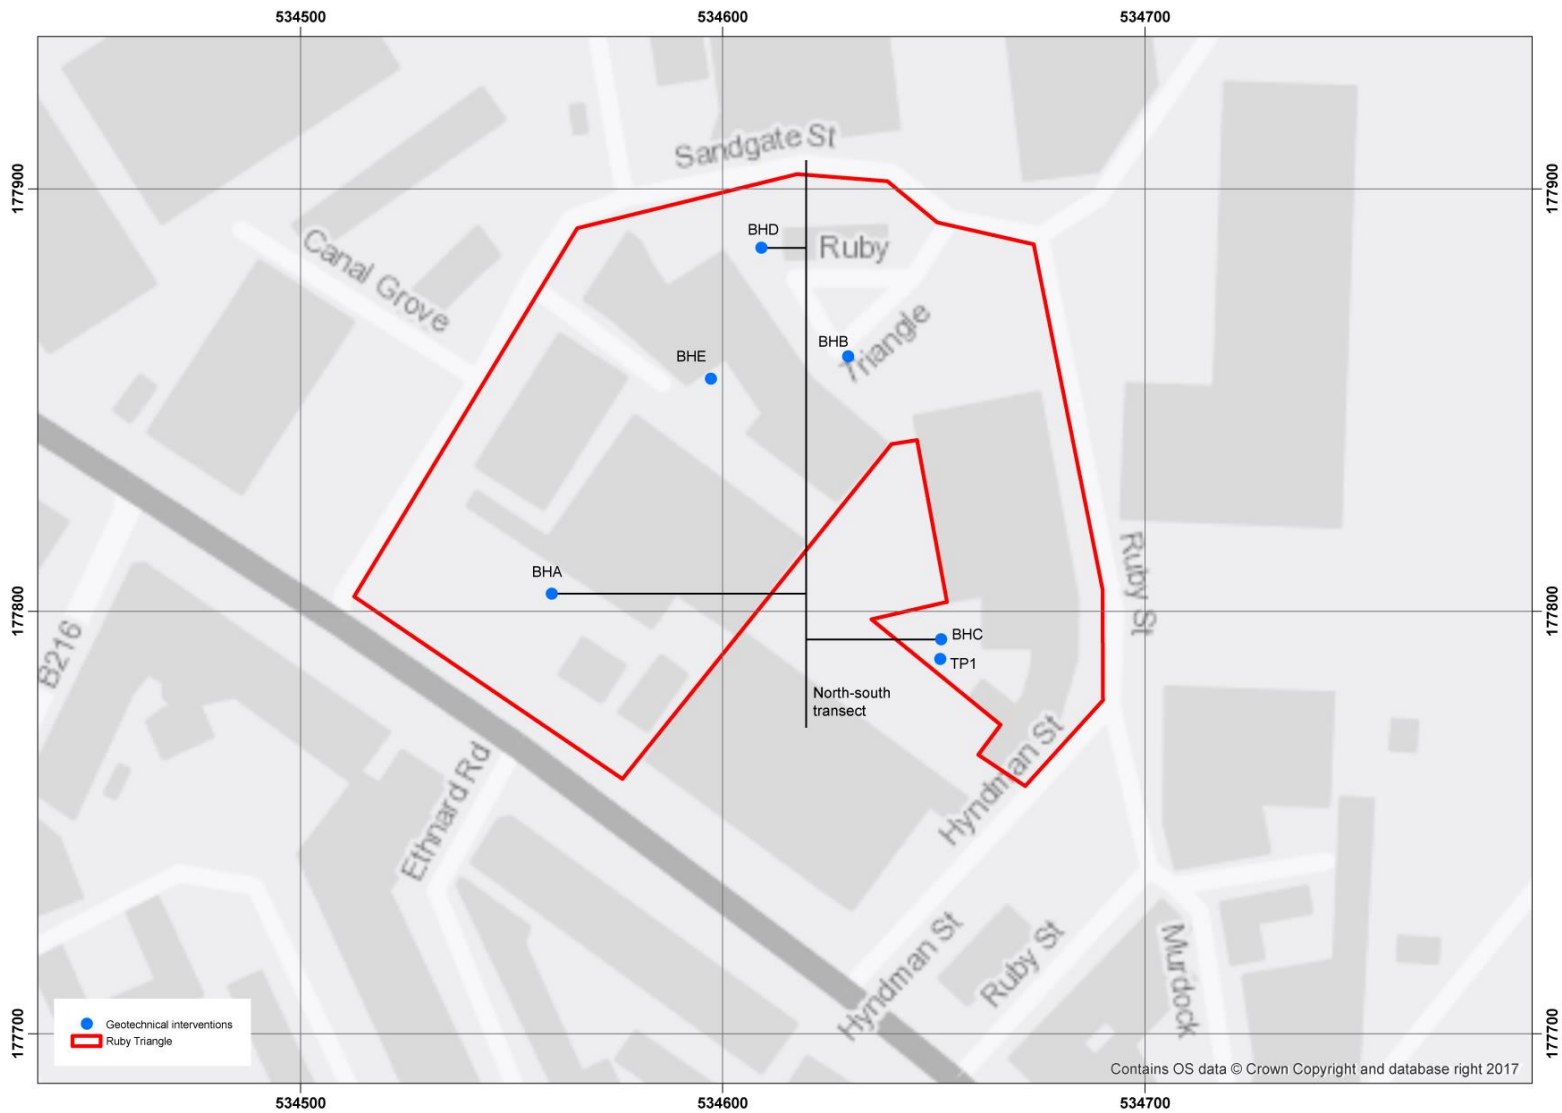 534500 534600 534700
177900 177900
Sandgate St
BHD
Ruby
Canal Grove
Triangle
BHB
BHE
BHA
177800 177800
Ruby St
BHC
TP1
B216
North-south
transect
Hyndman St
Ethnard Rd
Hyndman St
Ruby St
Murdock
177700 177700
Geotechnical interventions
Ruby Triangle
Contains OS data © Crown Copyright and database right 2017
534500 534600 534700